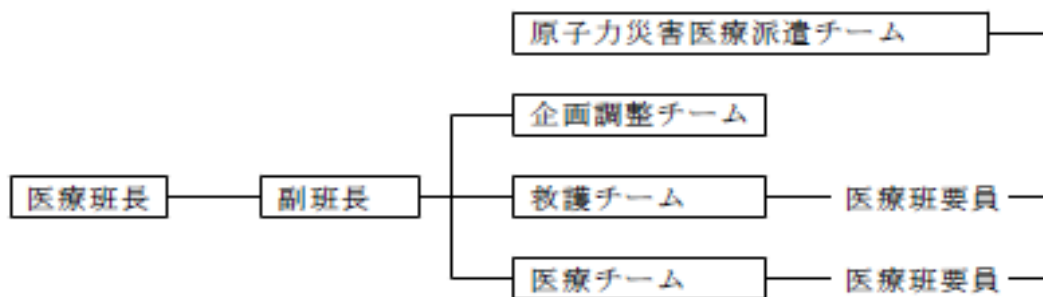 原子力災害医療派遣チーム
企画調整チーム
医療班長 副班長 救護チーム 医療班要員
医療チーム 医療班要員